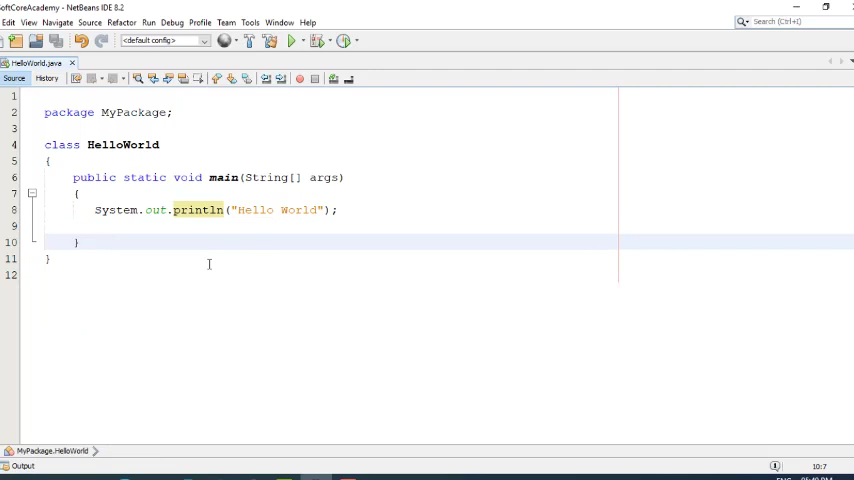 SoftCoreAcademy - NetBeans IDE 8.2
Edit View Navigate Source Refactor Run Debug Profile Team Tools Window Help
Search (Ctrl+I)
<default config>
HelloWorld.java
Source History
1
2 package MyPackage;
3
4 class HelloWorld
5 {
6 public static void main(String[] args)
7 {
8 System.out.println("Hello World");
9
10 }
11 }
12
MyPackage.HelloWorld
Output
10:7